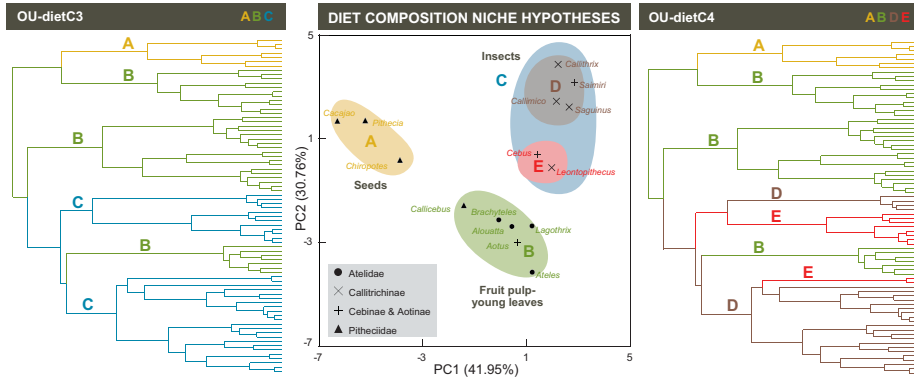 OU-dietC3
A B C
DIET COMPOSITION NICHE HYPOTHESES
OU-dietC4
A B D E
A
B
B
C
B
C
5
1
-3
-7
PC2 (30.76%)
-7
-3
1
5
PC1 (41.95%)
Insects
C
Callithrix
D
Saimiri
Callimico
Saguinus
Cebus
E
Leontopithecus
Cacajao
Pithecia
A
Chiropotes
Seeds
Callicebus
Brachyteles
Alouatta
Lagothrix
Aotus
B
Ateles
Fruit pulp-
young leaves
Atelidae
Callitrichinae
Cebinae & Aotinae
Pitheciidae
A
B
B
D
E
B
E
D